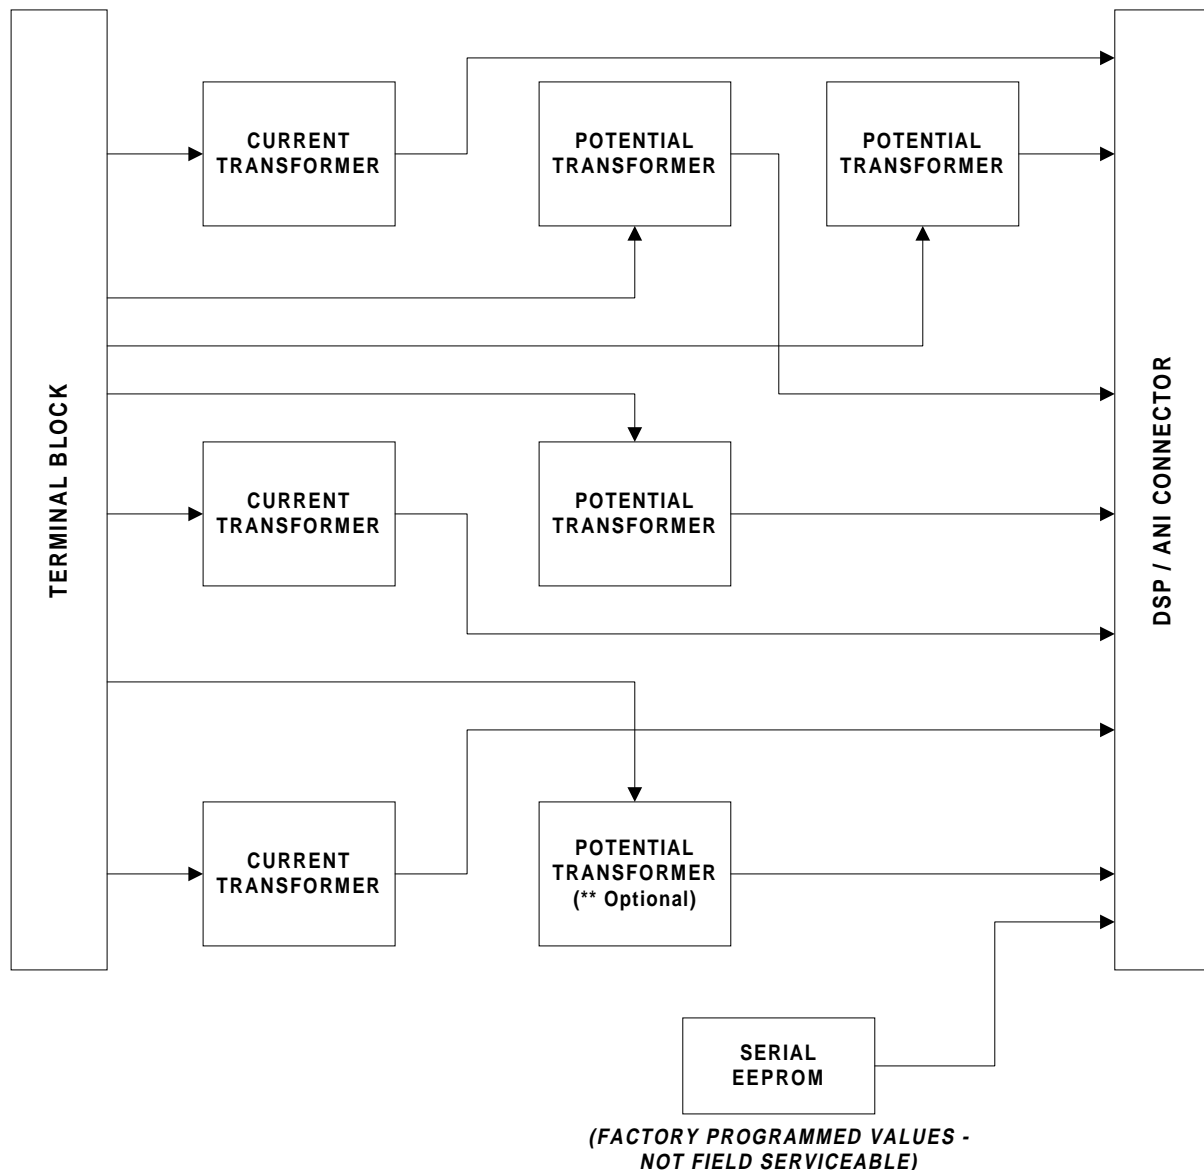 CURRENT
TRANSFORMER
POTENTIAL
TRANSFORMER
POTENTIAL
TRANSFORMER
TERMINAL BLOCK
DSP / ANI CONNECTOR
CURRENT
TRANSFORMER
POTENTIAL
TRANSFORMER
CURRENT
TRANSFORMER
POTENTIAL
TRANSFORMER
(** Optional)
SERIAL
EEPROM
(FACTORY PROGRAMMED VALUES -
NOT FIELD SERVICEABLE)